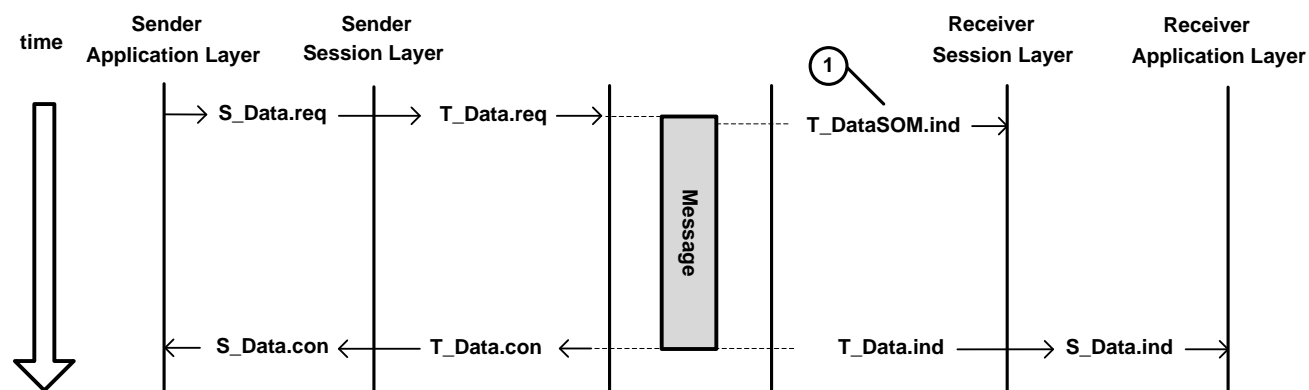 time
Sender
Application Layer
Sender
Session Layer
Receiver
Session Layer
Receiver
Application Layer
1
S_Data.req
T_Data.req
T_DataSOM.ind
Message
S_Data.con
T_Data.con
T_Data.ind
S_Data.ind